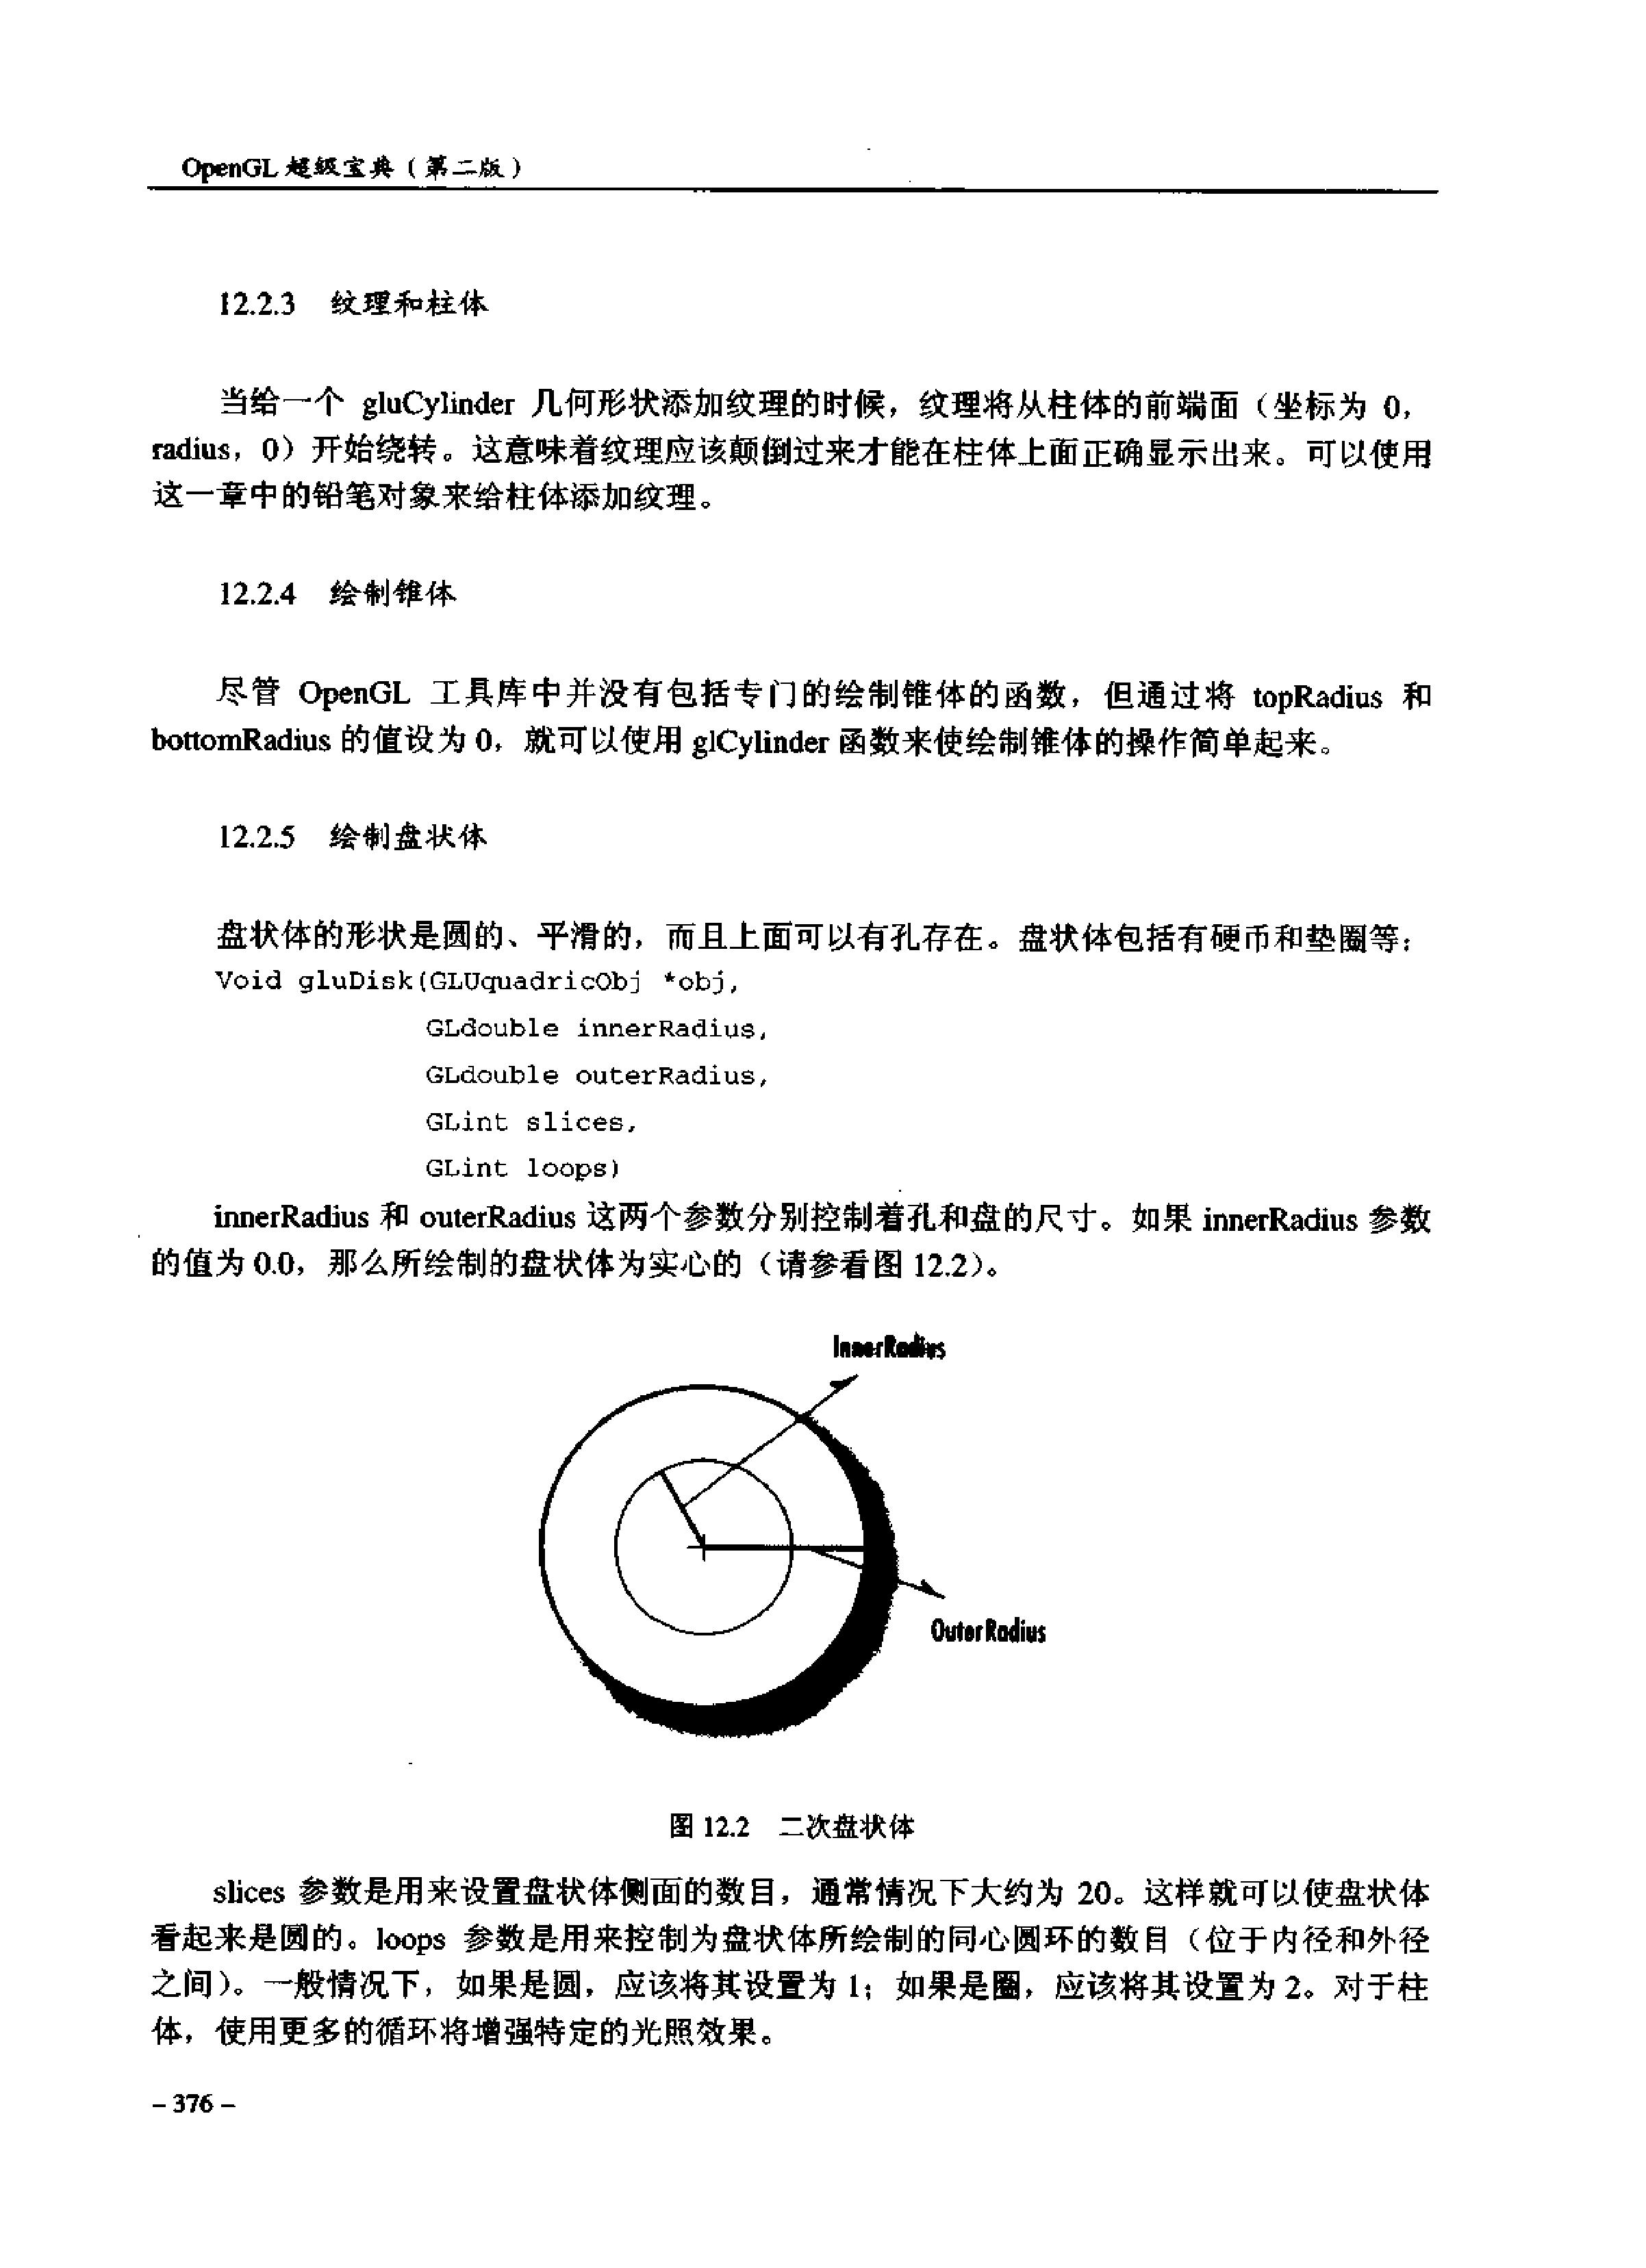 OpenGL 超级宝典（第二版）
12.2.3 纹理和柱体
当给一个 gluCylinder 几何形状添加纹理的时候，纹理将从柱体的前端面（坐标为 0，
radius，0）开始绕转。这意味着纹理应该颠倒过来才能在柱体上面正确显示出来。可以使用
这一章中的铅笔对象来给柱体添加纹理。
12.2.4 绘制锥体
尽管 OpenGL 工具库中并没有包括专门的绘制锥体的函数，但通过将 topRadius 和
bottomRadius 的值设为 0，就可以使用 glCylinder 函数来使绘制锥体的操作简单起来。
12.2.5 绘制盘状体
盘状体的形状是圆的、平滑的，而且上面可以有孔存在。盘状体包括有硬币和垫圈等：
Void gluDisk(GLUquadricObj *obj,
GLdouble innerRadius,
GLdouble outerRadius,
GLint slices,
GLint loops)
innerRadius 和 outerRadius 这两个参数分别控制着孔和盘的尺寸。如果 innerRadius 参数
的值为 0.0，那么所绘制的盘状体为实心的（请参看图 12.2）。
InnerRadius
OuterRadius
图 12.2 二次盘状体
slices 参数是用来设置盘状体侧面的数目，通常情况下大约为 20。这样就可以使盘状体
看起来是圆的。loops 参数是用来控制为盘状体所绘制的同心圆环的数目（位于内径和外径
之间）。一般情况下，如果是圆，应该将其设置为 1；如果是圈，应该将其设置为 2。对于柱
体，使用更多的循环将增强特定的光照效果。
– 376 –